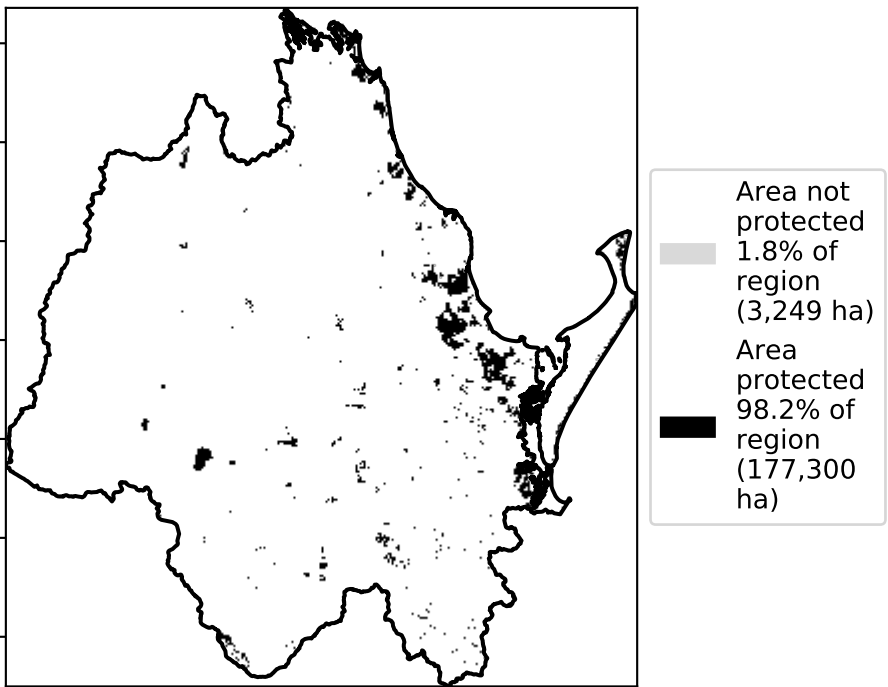 Area not
protected
1.8% of
region
(3,249 ha)
Area
protected
98.2% of
region
(177,300
ha)